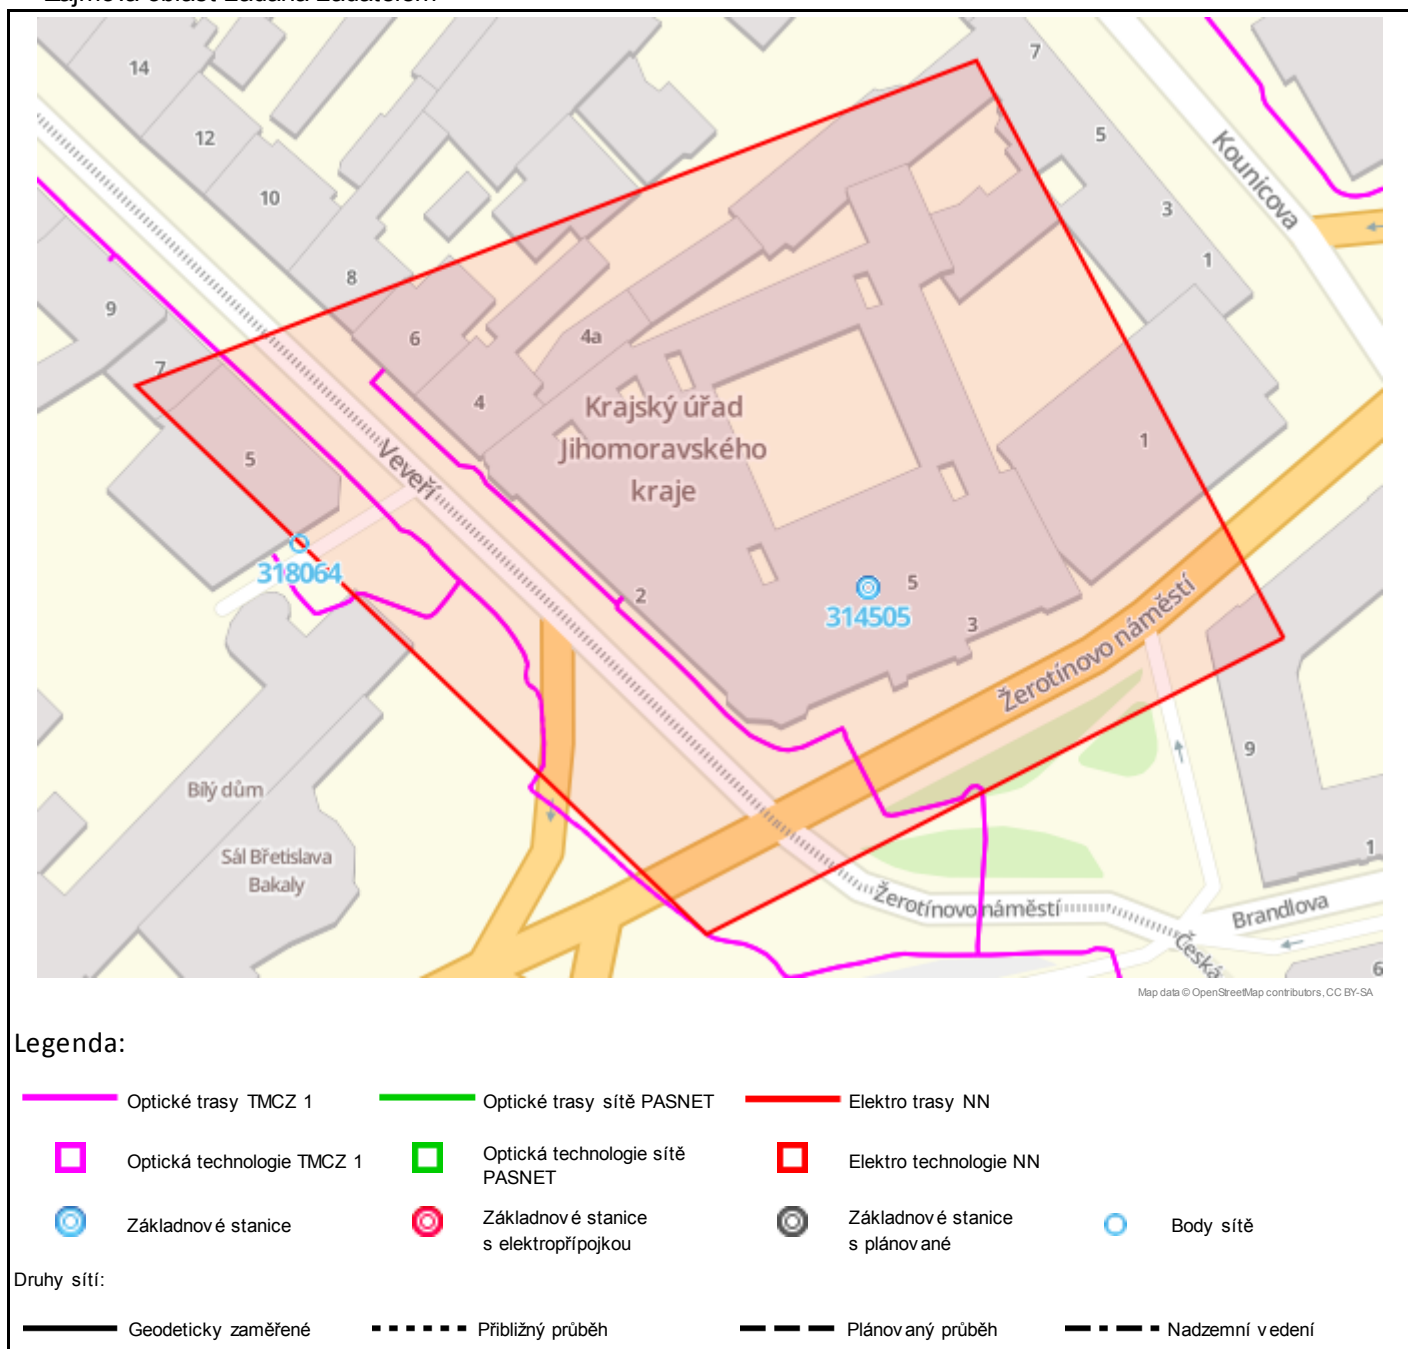 Zájmová oblast zadaná žadatelem
14
12
10
8
6
4
4a
9
7
5
7
5
3
1
1
Kounicova
Veveří
Krajský úřad
Jihomoravského
kraje
318064
2
314505
5
3
Žerotínovo náměstí
9
1
Bílý dům
Sál Břetislava
Bakaly
Žerotínovo náměstí
Brandlova
Česká
6
Map data © OpenStreetMap contributors, CC BY-SA
Legenda:
Optické trasy TMCZ 1
Optické trasy sítě PASNET
Elektro trasy NN
Optická technologie TMCZ 1
Optická technologie sítě
PASNET
Elektro technologie NN
Základnové stanice
Základnové stanice
s elektropřípojkou
Základnové stanice
s plánované
Body sítě
Druhy sítí:
Geodeticky zaměřené
Přibližný průběh
Plánovaný průběh
Nadzemní vedení